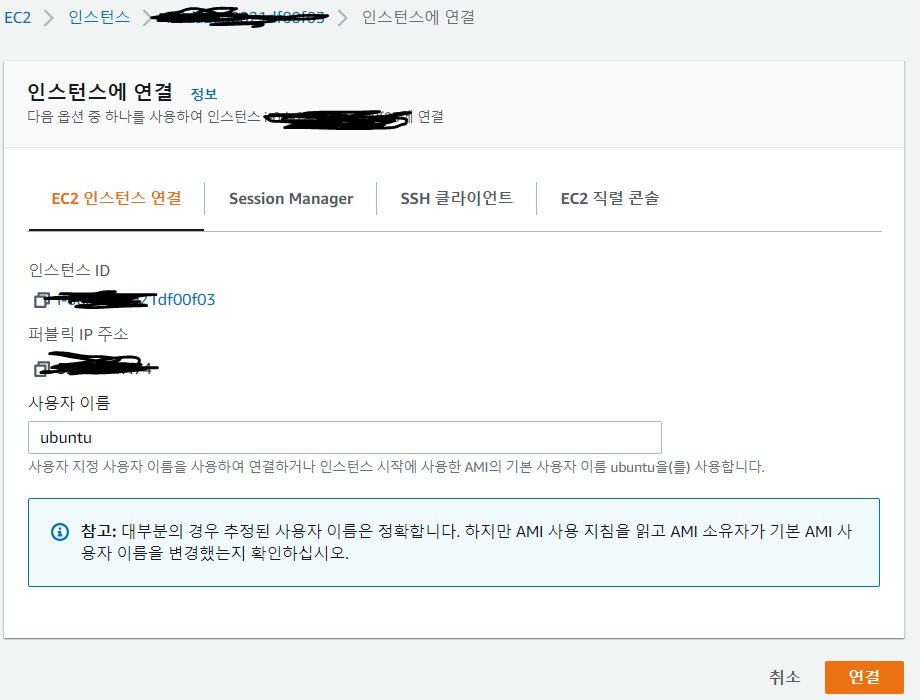 EC2 인스턴스 인스턴스에 연결
인스턴스에 연결 정보
다음 옵션 중 하나를 사용하여 인스턴스 연결
EC2 인스턴스 연결 Session Manager SSH 클라이언트 EC2 직렬 콘솔
인스턴스 ID
1df00f03
퍼블릭 IP 주소
사용자 이름
ubuntu
사용자 지정 사용자 이름을 사용하여 연결하거나 인스턴스 시작에 사용한 AMI의 기본 사용자 이름 ubuntu을(를) 사용합니다.
참고: 대부분의 경우 추정된 사용자 이름은 정확합니다. 하지만 AMI 사용 지침을 읽고 AMI 소유자가 기본 AMI 사
용자 이름을 변경했는지 확인하십시오.
취소 연결